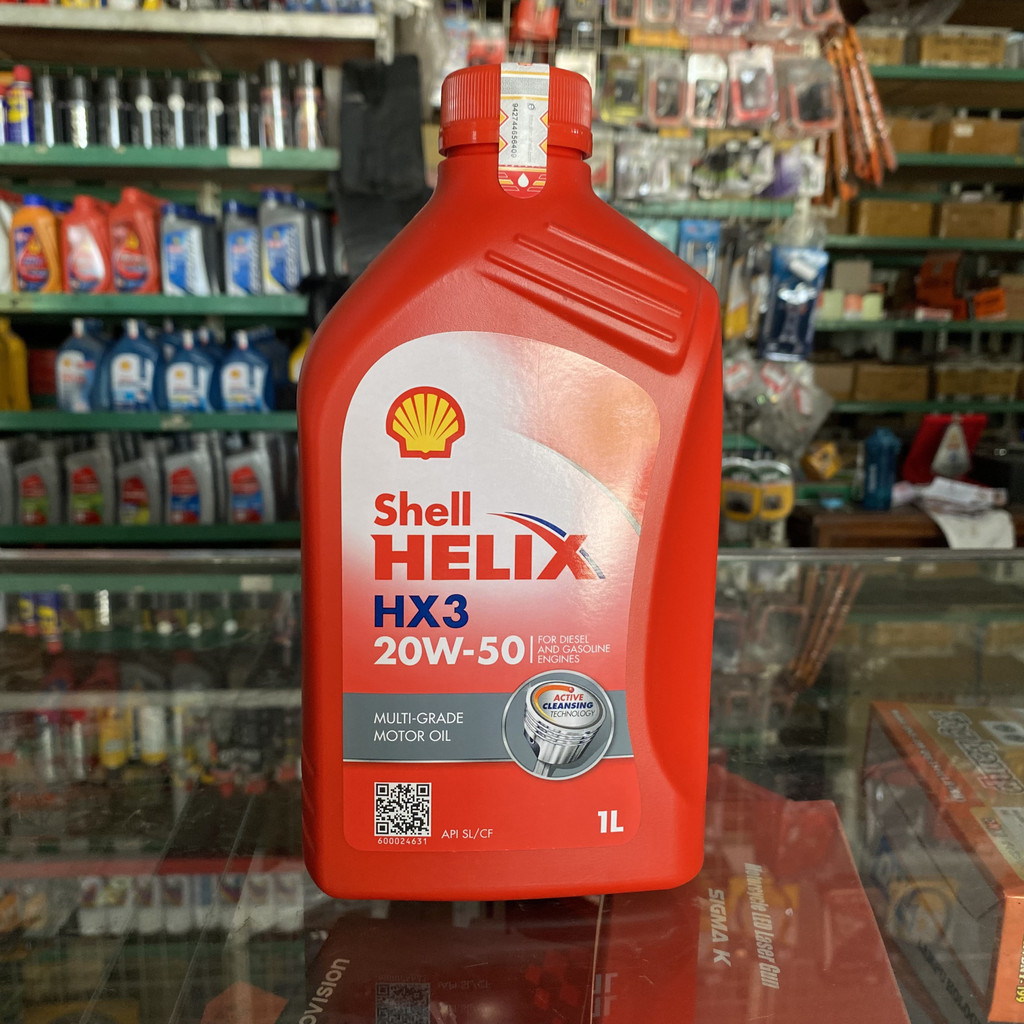 942744658409
Shell
HELIX
HX3
20W-50
FOR DIESEL
AND GASOLINE
ENGINES
ACTIVE
CLEANSING
TECHNOLOGY
MULTI-GRADE
MOTOR OIL
600024631
API SL/CF
1L
SIGMA K